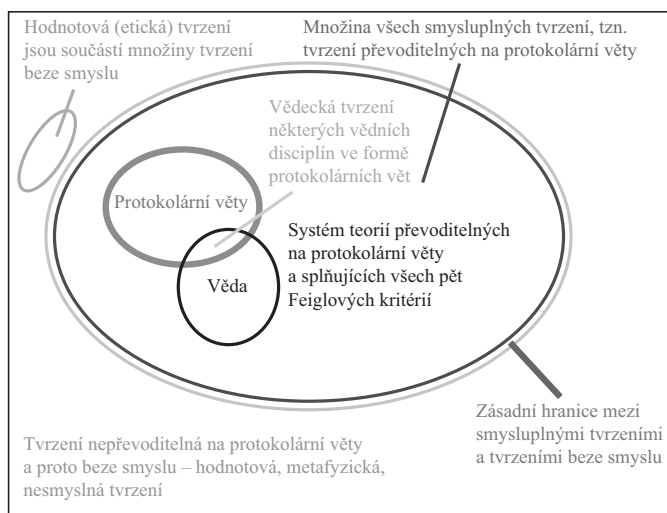 Hodnotová (etická) tvrzení
jsou součástí množiny tvrzení
beze smyslu
Množina všech smysluplných tvrzení, tzn.
tvrzení převoditelných na protokolární věty
Vědecká tvrzení
některých vědních
disciplín ve formě
protokolárních vět
Protokolární věty
Systém teorií převoditelných
na protokolární věty
a splňujících všech pět
Feiglových kritérií
Věda
Zásadní hranice mezi
smysluplnými tvrzeními
a tvrzeními beze smyslu
Tvrzení nepřevoditelná na protokolární věty
a proto beze smyslu – hodnotová, metafyzická,
nesmyslná tvrzení